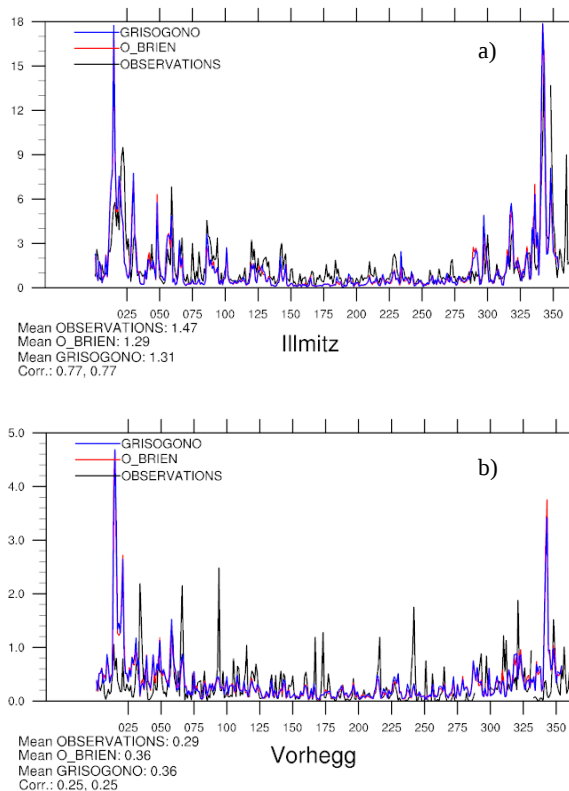 18
15
12
9
6
3
0
GRISOGONO
O_BRIEN
OBSERVATIONS
a)
025 050 075 100 125 150 175 200 225 250 275 300 325 350
Mean OBSERVATIONS: 1.47
Mean O_BRIEN: 1.29
Mean GRISOGONO: 1.31
Corr.: 0.77, 0.77
Illmitz
5.0
4.0
3.0
2.0
1.0
0.0
GRISOGONO
O_BRIEN
OBSERVATIONS
b)
025 050 075 100 125 150 175 200 225 250 275 300 325 350
Mean OBSERVATIONS: 0.29
Mean O_BRIEN: 0.36
Mean GRISOGONO: 0.36
Corr.: 0.25, 0.25
Vorhegg